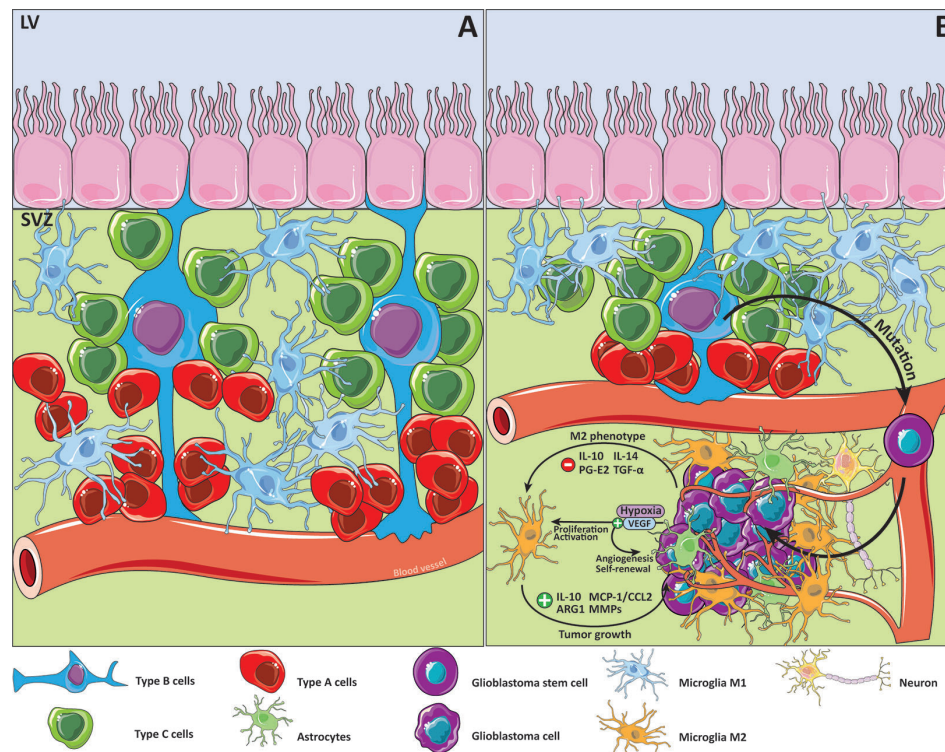 LV
A
B
SVZ
Mutation
M2 phenotype
IL-10 IL-14
PG-E2 TGF-α
Hypoxia
VEGF
Proliferation
Activation
Angiogenesis
Self-renewal
IL-10 MCP-1/CCL2
ARG1 MMPs
Tumor growth
Blood vessel
Type B cells
Type A cells
Glioblastoma stem cell
Microglia M1
Neuron
Type C cells
Astrocytes
Glioblastoma cell
Microglia M2